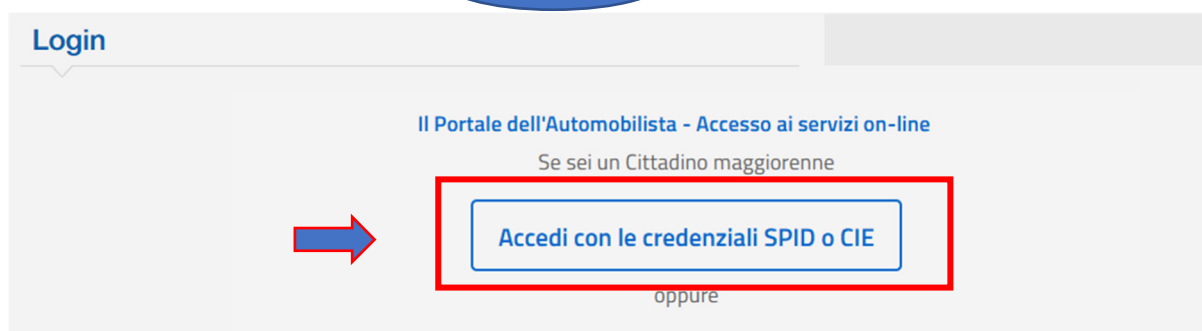 Login
Il Portale dell'Automobilista - Accesso ai servizi on-line
Se sei un Cittadino maggiorenne
Accedi con le credenziali SPID o CIE
oppure